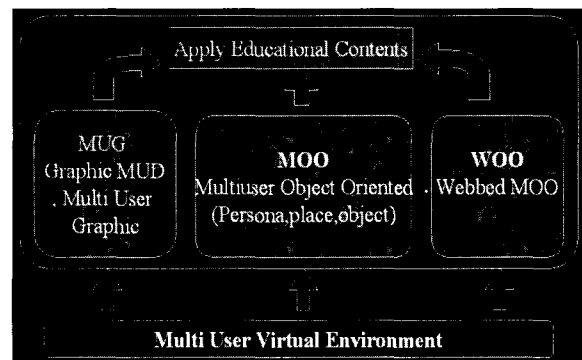 Apply Educational Contents
MUG
Graphic MUD
, Multi User
Graphic
MOO
Multiuser Object Oriented
(Persona,place,object)
WOO
Webbed MOO
Multi User Virtual Environment